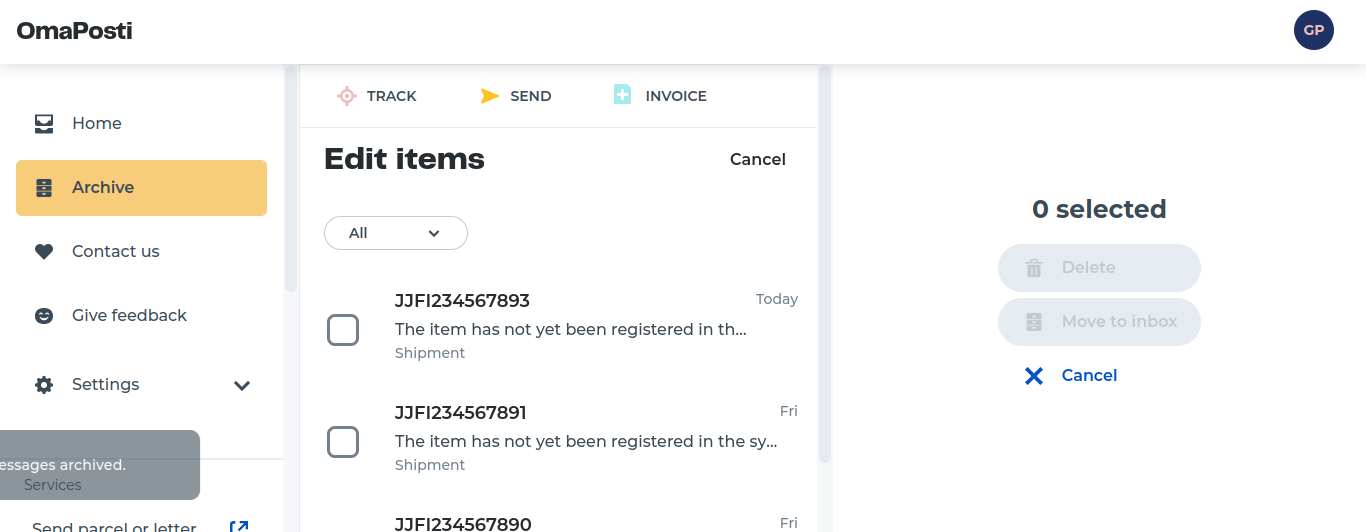 OmaPosti
GP
Home
Archive
Contact us
Give feedback
Settings
essages archived.
Services
Send parcel or letter
TRACK
SEND
INVOICE
Edit items
Cancel
All
JJFI234567893
Today
The item has not yet been registered in th...
Shipment
JJFI234567891
Fri
The item has not yet been registered in the sy...
Shipment
JJFI234567890
Fri
0 selected
Delete
Move to inbox
Cancel